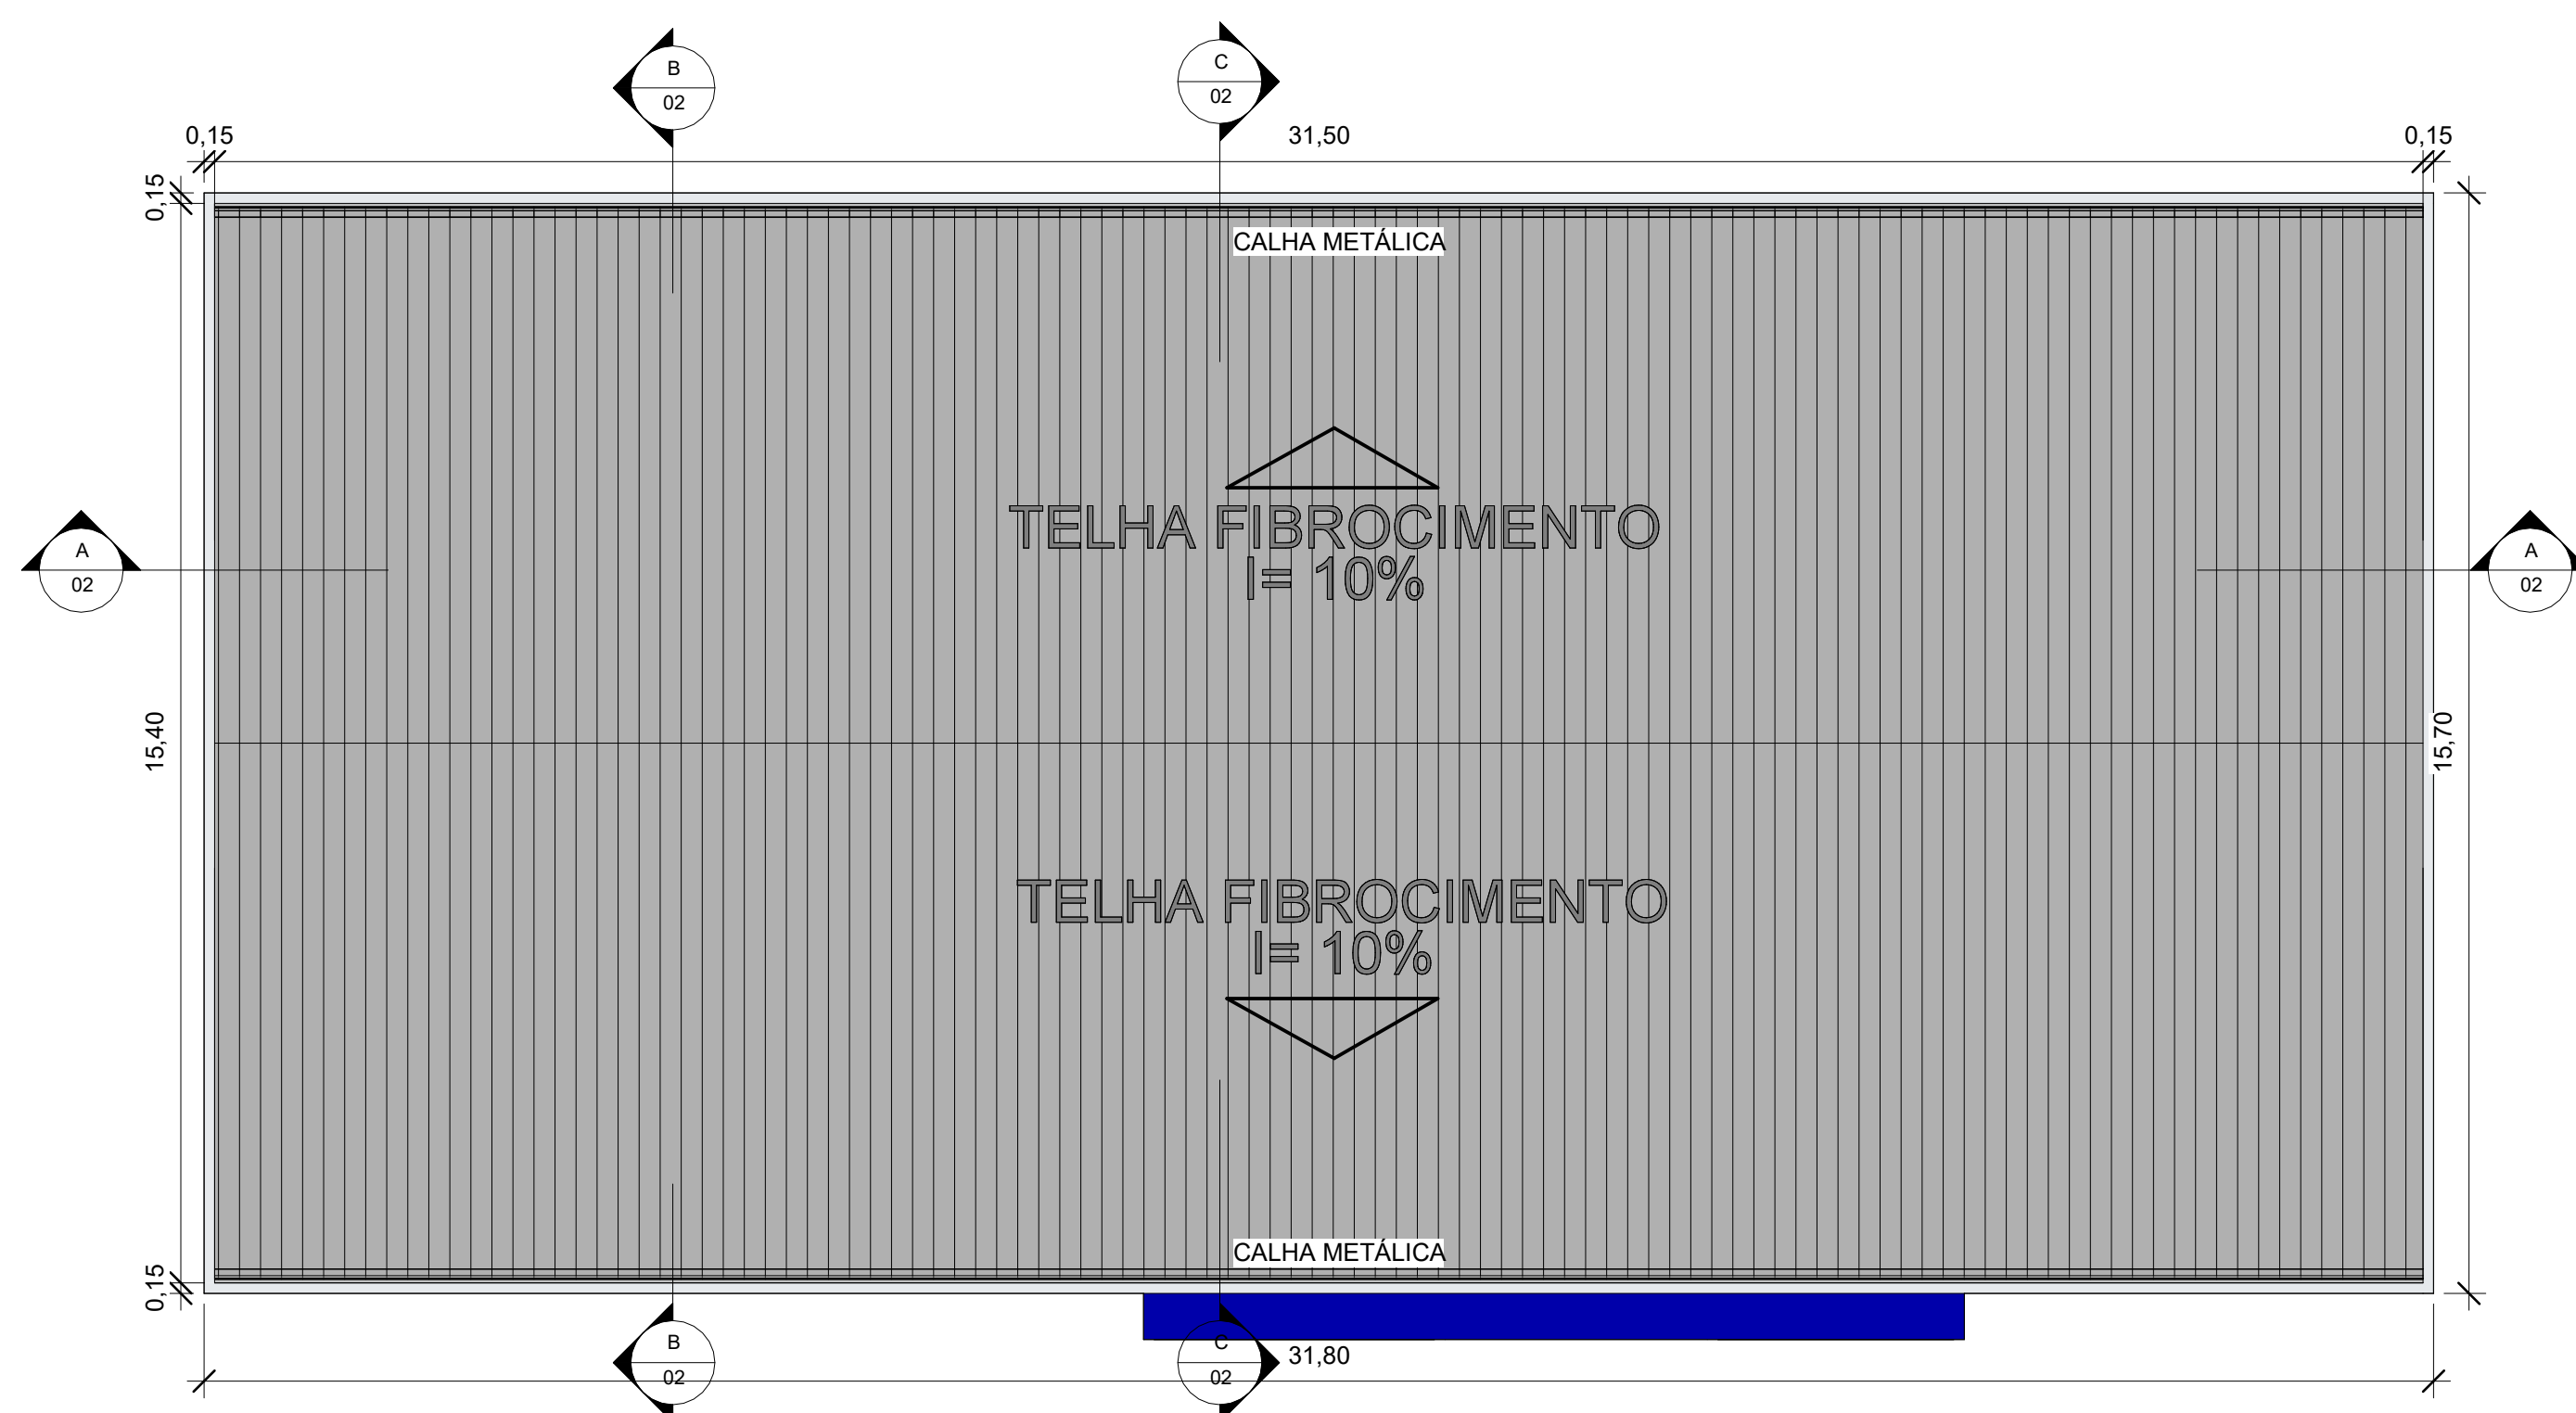 B
02
C
02
0,15
31,50
0,15
0,15
CALHA METÁLICA
TELHA FIBROCIMENTO
I= 10%
A
02
A
02
15,40
15,70
TELHA FIBROCIMENTO
I= 10%
CALHA METÁLICA
0,15
B
02
C
02
31,80